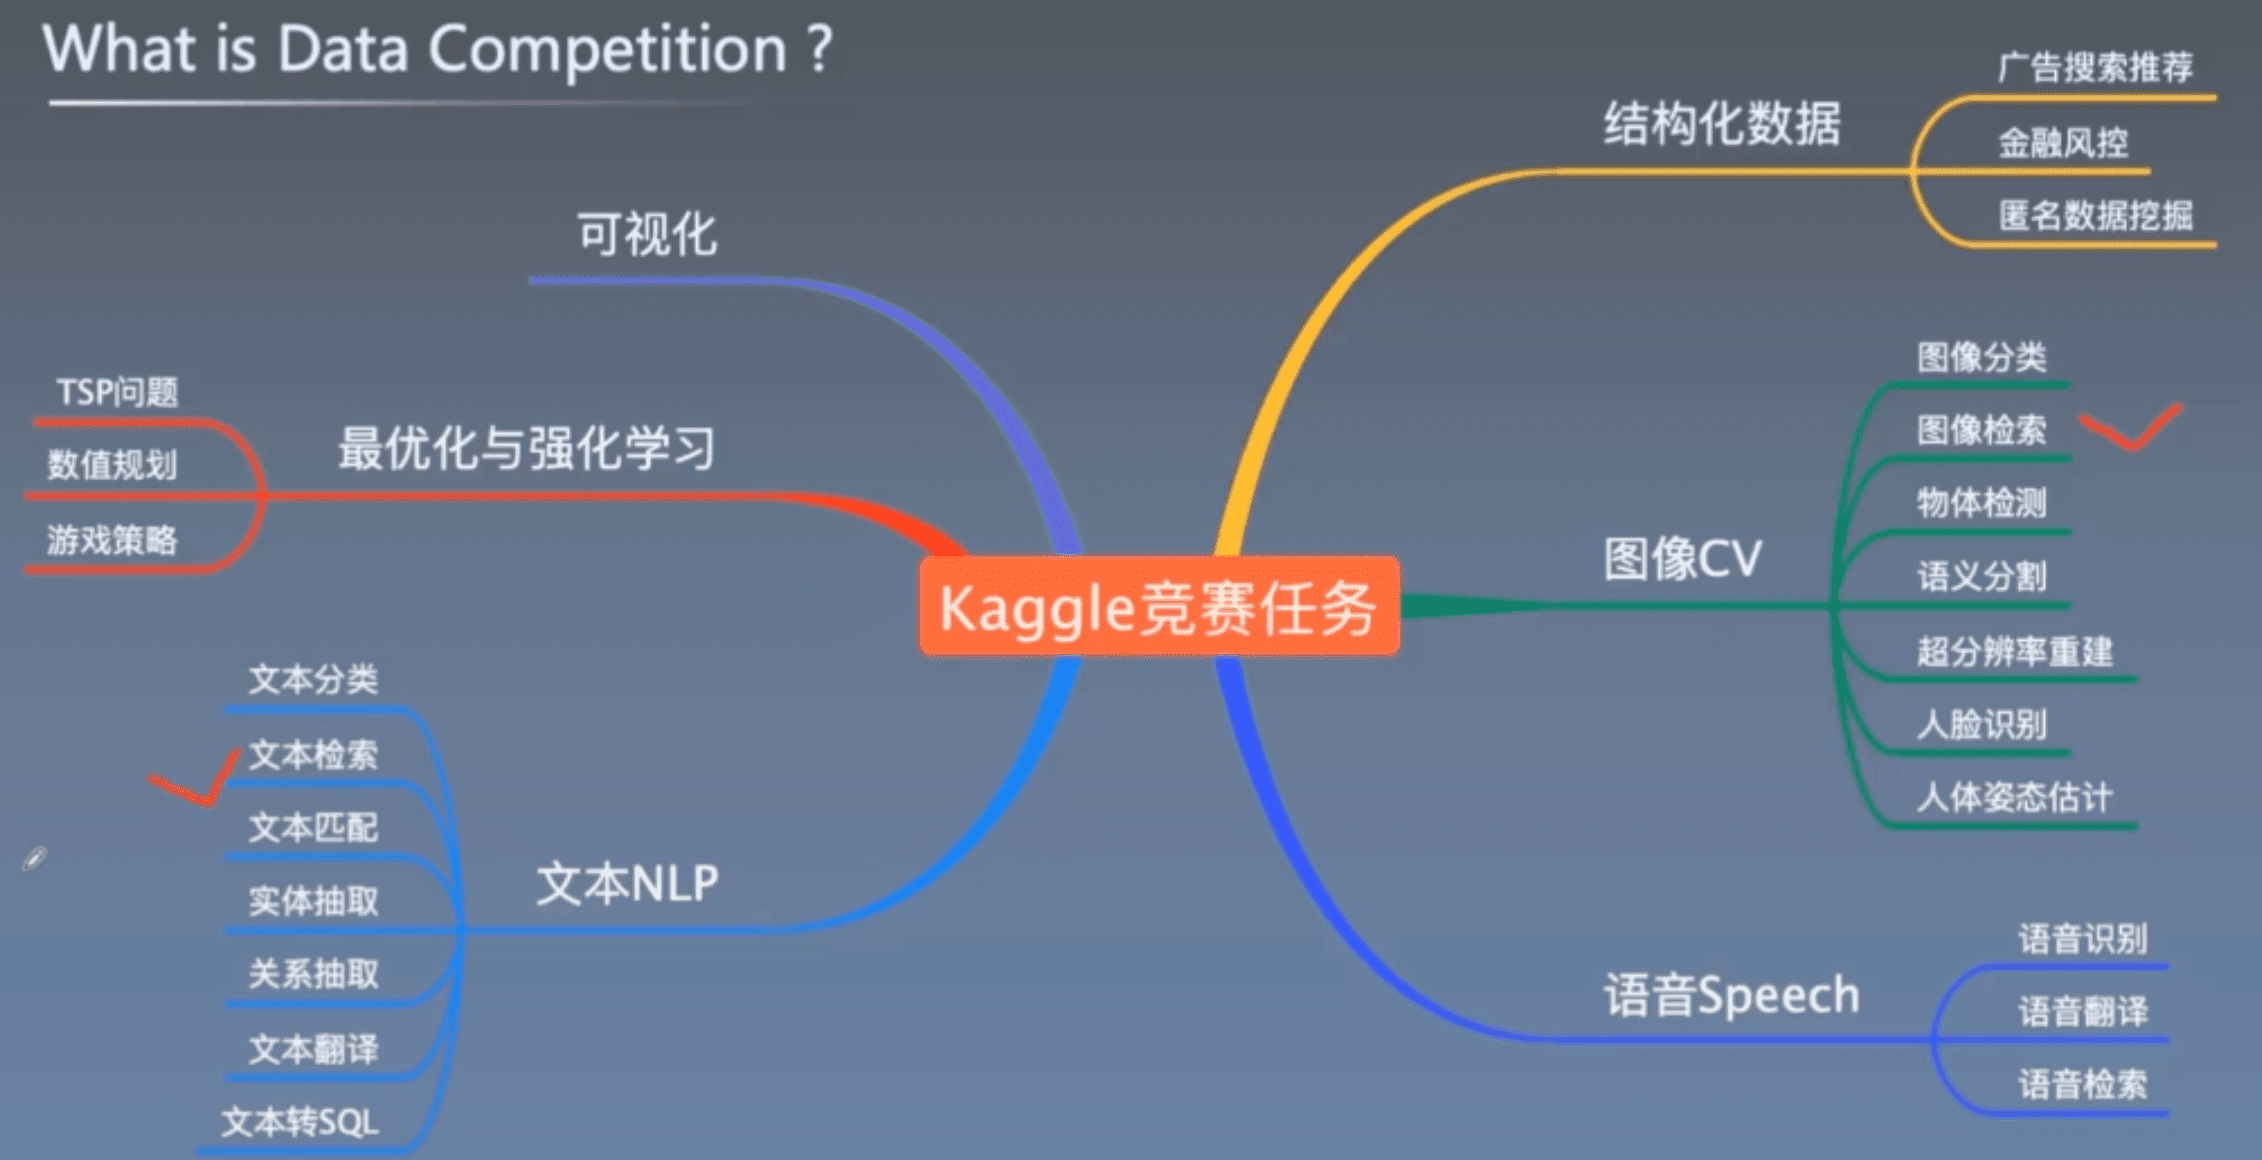 What is Data Competition ?
可视化
最优化与强化学习
TSP问题
数值规划
游戏策略
文本NLP
文本分类
文本检索
文本匹配
实体抽取
关系抽取
文本翻译
文本转SQL
Kaggle竞赛任务
结构化数据
广告搜索推荐
金融风控
匿名数据挖掘
图像CV
图像分类
图像检索
物体检测
语义分割
超分辨率重建
人脸识别
人体姿态估计
语音Speech
语音识别
语音翻译
语音检索